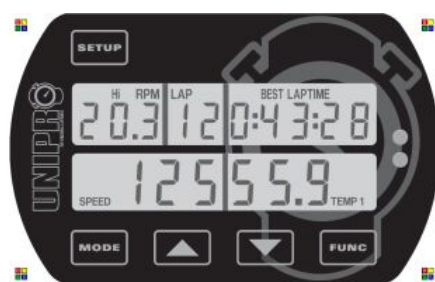 SETUP
Hi RPM LAP BEST LAPTIME
20.3 12 0:43:28
UNIPRO
125 55.9
SPEED TEMP 1
MODE FUNC